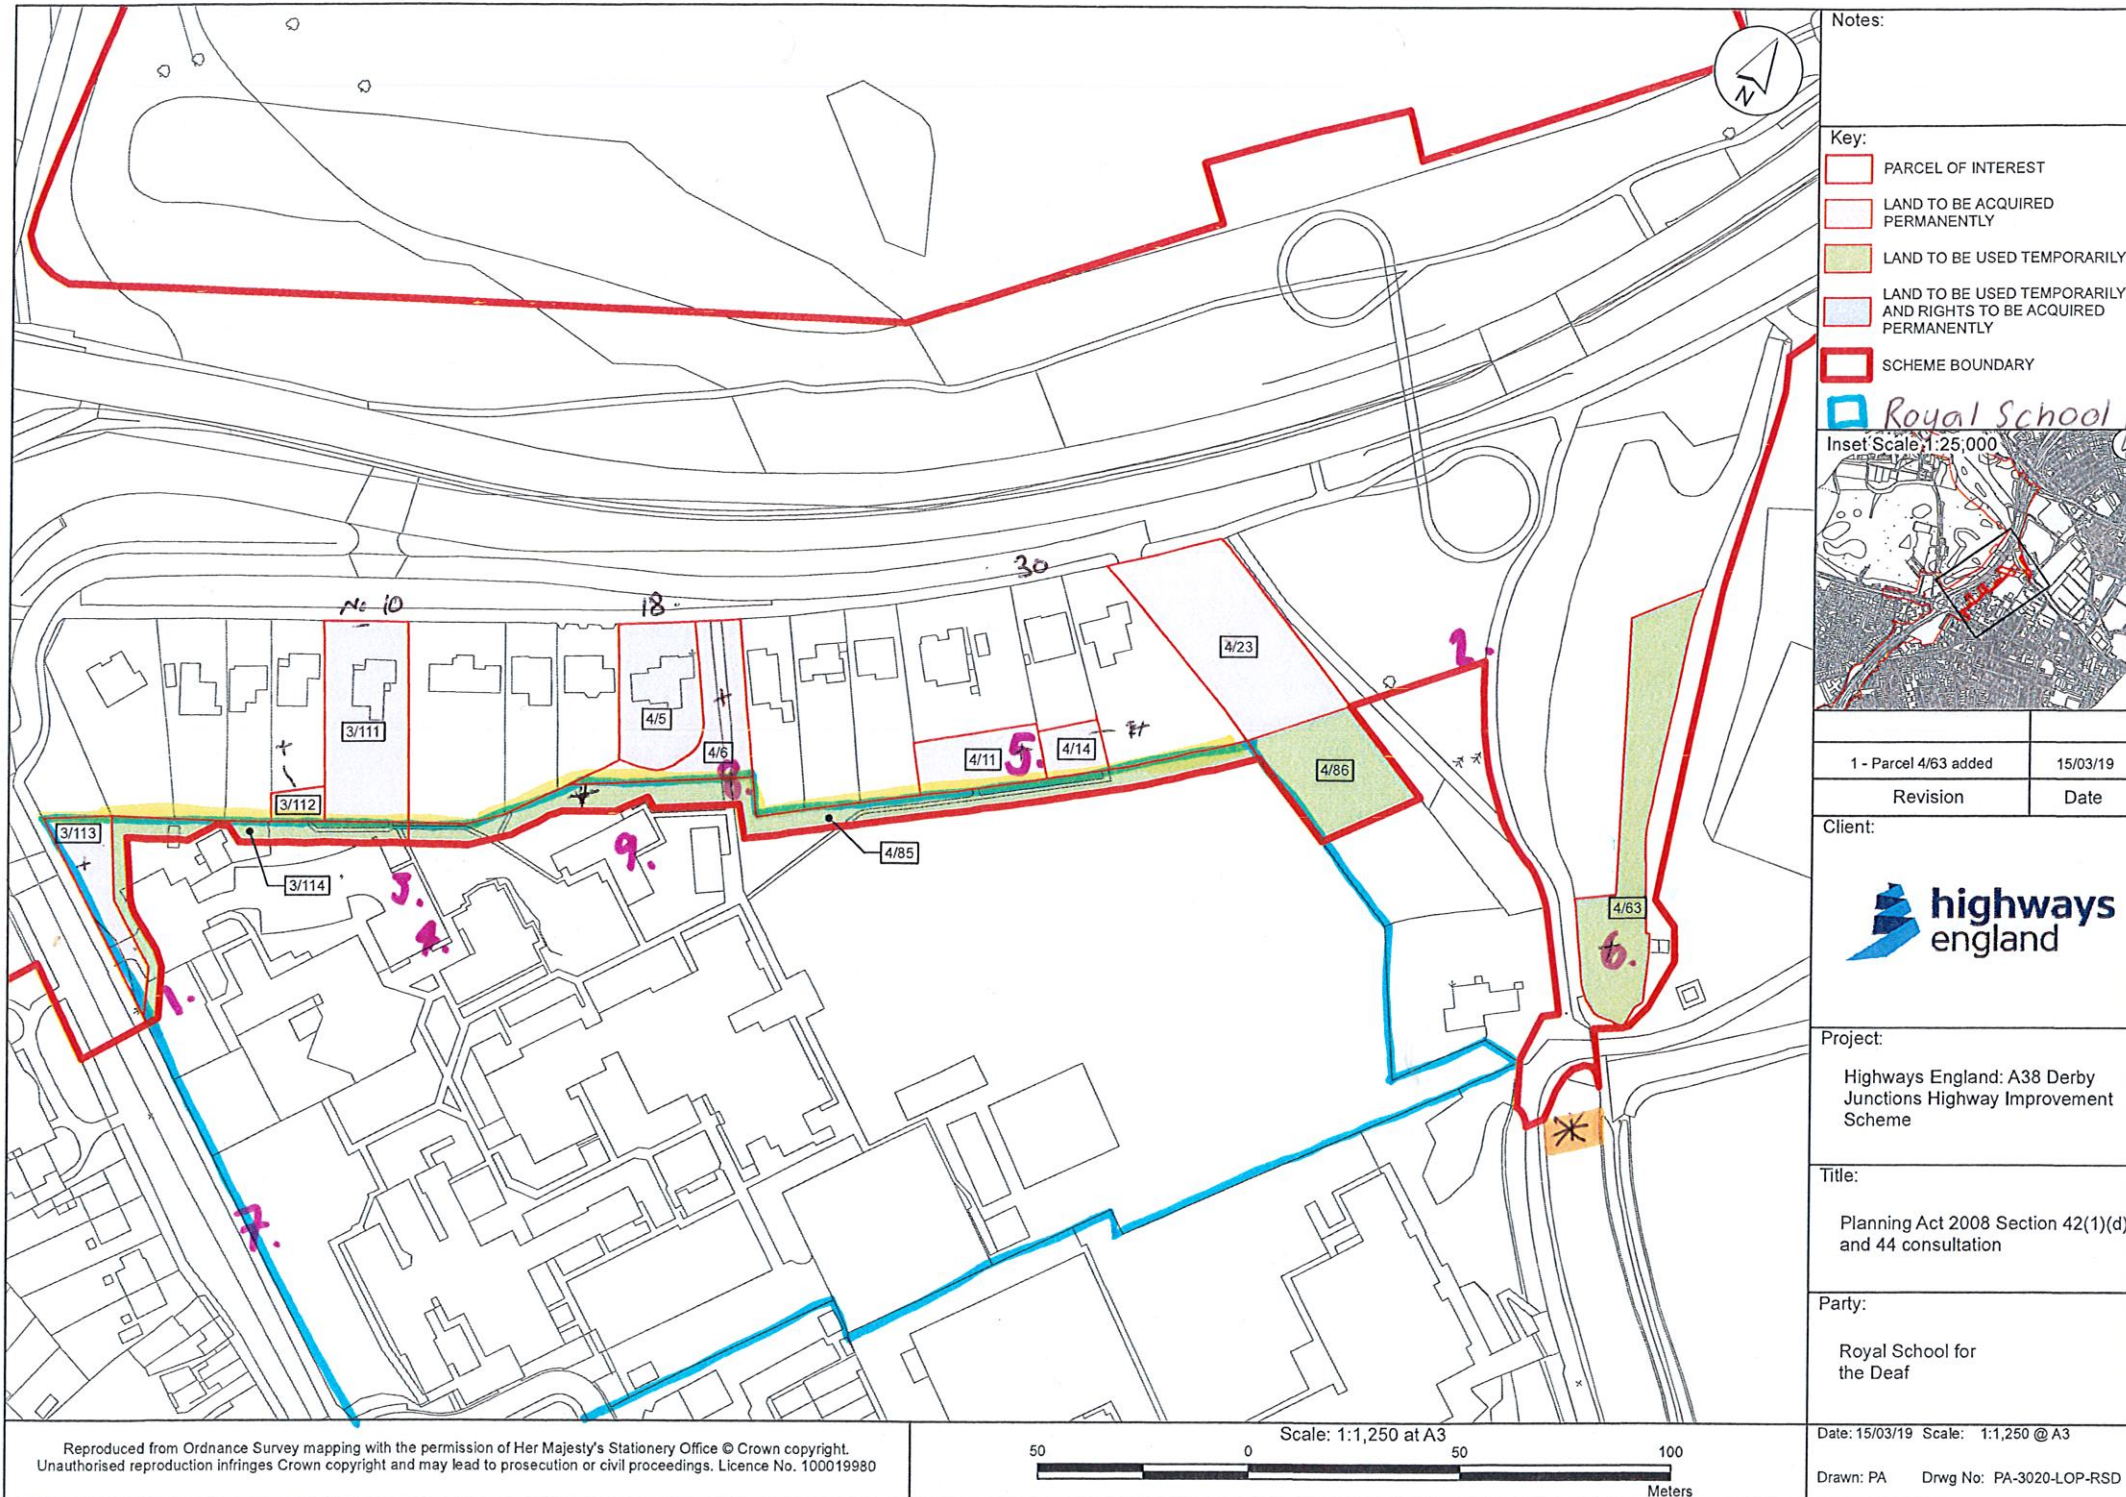 Notes:
Key:
PARCEL OF INTEREST
LAND TO BE ACQUIRED
PERMANENTLY
LAND TO BE USED TEMPORARILY
LAND TO BE USED TEMPORARILY
AND RIGHTS TO BE ACQUIRED
PERMANENTLY
SCHEME BOUNDARY
Royal School
Inset Scale 1:25,000
1 - Parcel 4/63 added 15/03/19
Revision Date
Client:
highways
england
Project:
Highways England: A38 Derby
Junctions Highway Improvement
Scheme
Title:
Planning Act 2008 Section 42(1)(d)
and 44 consultation
Party:
Royal School for
the Deaf
Date: 15/03/19 Scale: 1:1,250 @ A3
Drawn: PA Drwg No: PA-3020-LOP-RSD
N
No 10
18
30
2.
4/23
3/111
4/5
4/6
8.
4/11
5.
4/14
4/86
3/112
3/113
3/114
4/85
3.
4.
9.
1.
7.
4/63
6.
Reproduced from Ordnance Survey mapping with the permission of Her Majesty's Stationery Office © Crown copyright.
Unauthorised reproduction infringes Crown copyright and may lead to prosecution or civil proceedings. Licence No. 100019980
Scale: 1:1,250 at A3
50 0 50 100
Meters